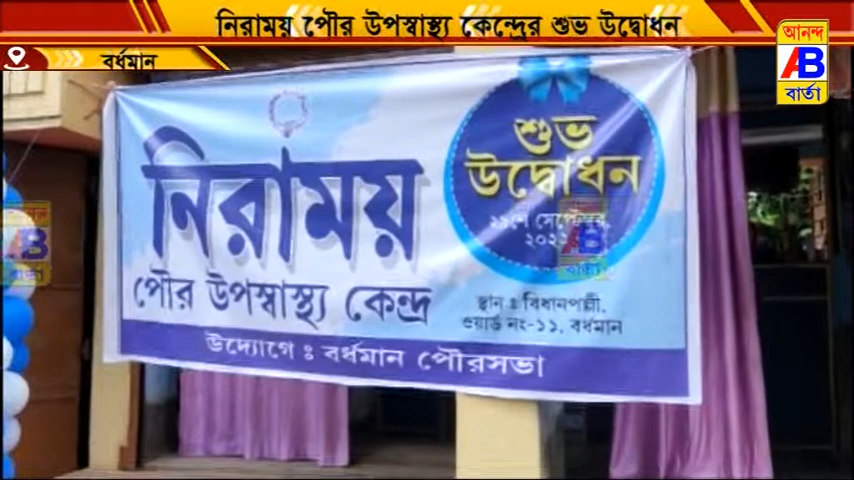 নিরাময় পৌর উপস্বাস্থ্য কেন্দ্রের শুভ উদ্বোধন
বর্ধমান
আনন্দ
AB
বার্তা
শুভ
উদ্বোধন
সেপ্টেম্বর,
নিরাময়
পৌর উপস্বাস্থ্য কেন্দ্র
স্থান ঃ বিধানপল্লী,
ওয়ার্ড নং-১১, বর্ধমান
উদ্যোগে ঃ বর্ধমান পৌরসভা